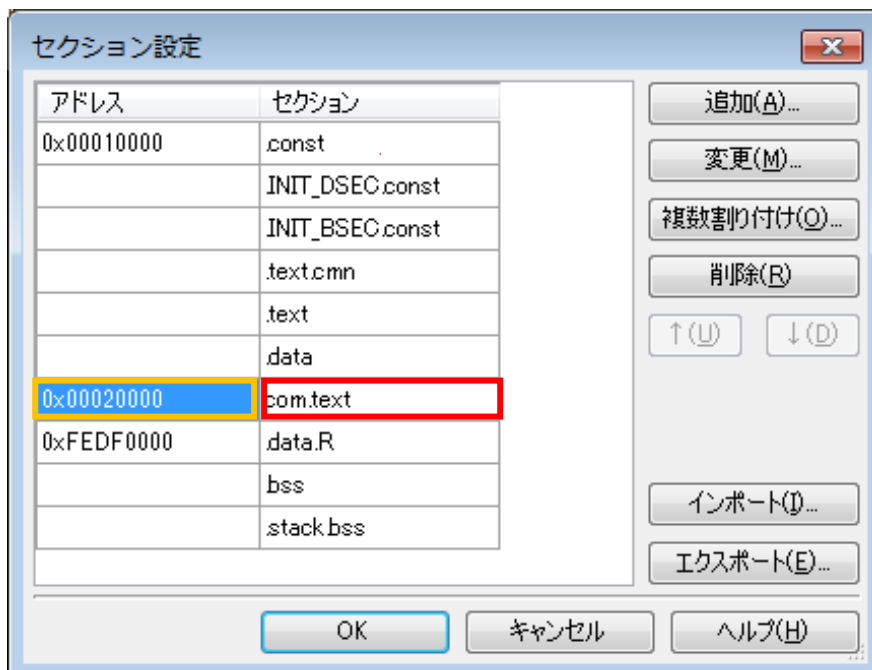 セクション設定
アドレス セクション
0x00010000 .const
.INIT_DSEC.const
.INIT_BSEC.const
.text.cmn
.text
.data
0x00020000 com.text
0xFEDF0000 .data.R
.bss
.stack.bss
追加(A)...
変更(M)...
複数割り付け(O)...
削除(R)
↑(U) ↓(D)
インポート(I)...
エクスポート(E)...
OK キャンセル ヘルプ(H)